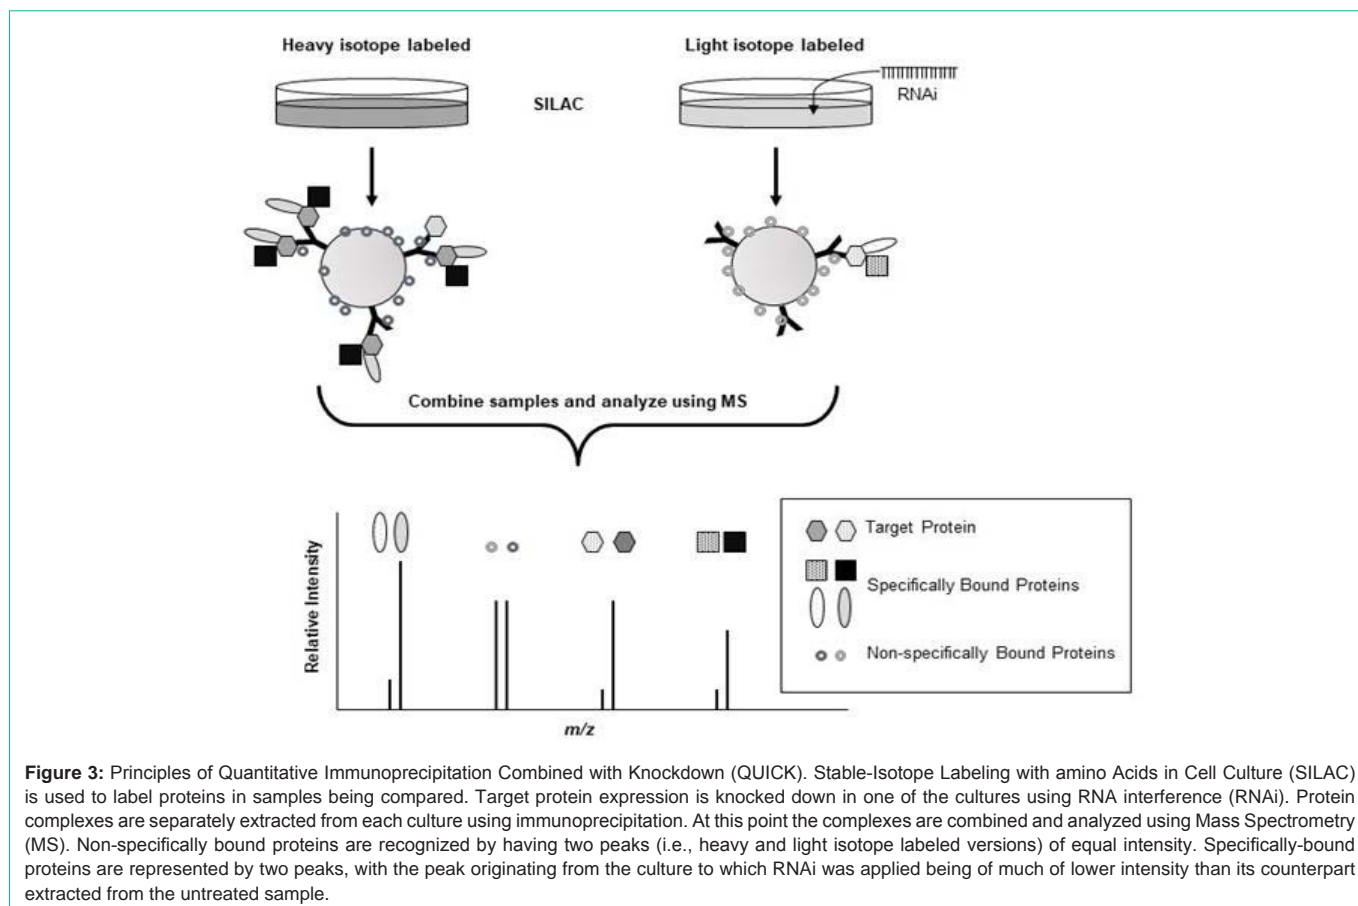 Heavy isotope labeled
Light isotope labeled
SILAC
RNAi
Combine samples and analyze using MS
Relative Intensity
m/z
Target Protein
Specifically Bound Proteins
Non-specifically Bound Proteins
Figure 3: Principles of Quantitative Immunoprecipitation Combined with Knockdown (QUICK). Stable-Isotope Labeling with amino Acids in Cell Culture (SILAC)
is used to label proteins in samples being compared. Target protein expression is knocked down in one of the cultures using RNA interference (RNAi). Protein
complexes are separately extracted from each culture using immunoprecipitation. At this point the complexes are combined and analyzed using Mass Spectrometry
(MS). Non-specifically bound proteins are recognized by having two peaks (i.e., heavy and light isotope labeled versions) of equal intensity. Specifically-bound
proteins are represented by two peaks, with the peak originating from the culture to which RNAi was applied being of much of lower intensity than its counterpart
extracted from the untreated sample.